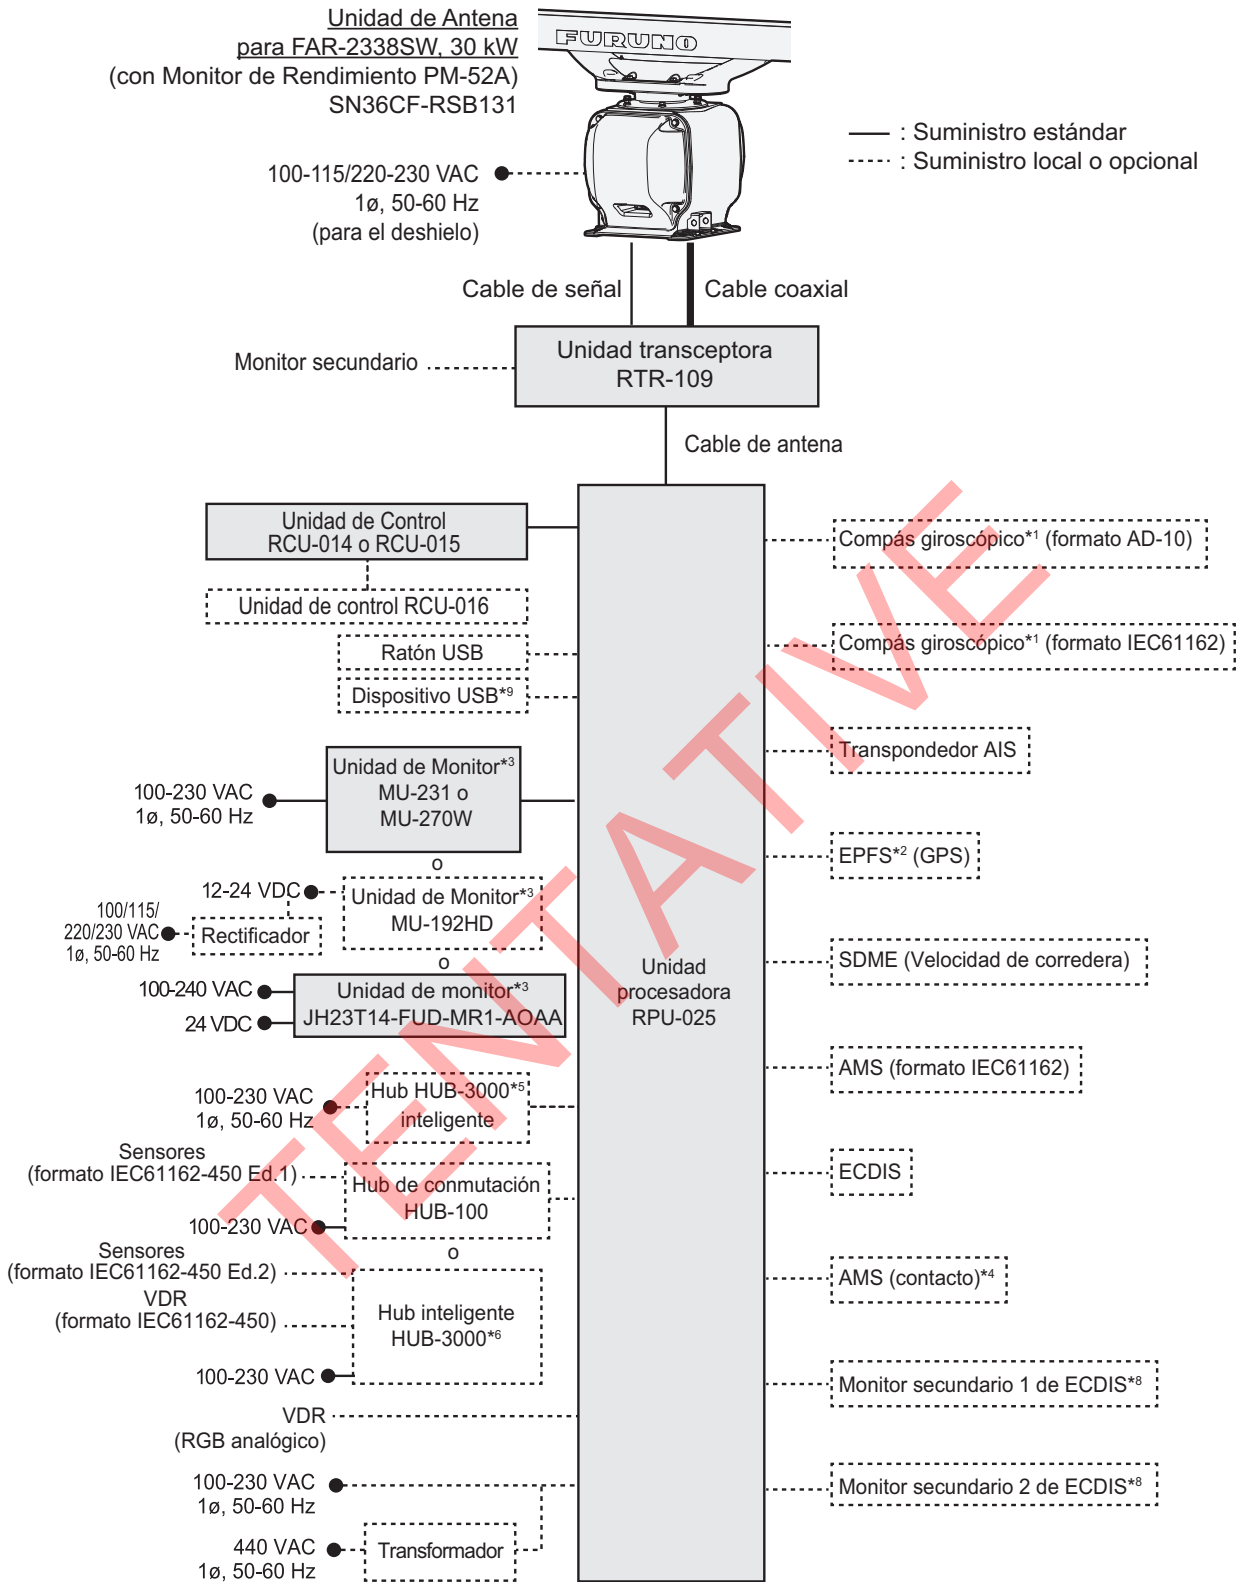 Unidad de Antena
para FAR-2338SW, 30 kW
(con Monitor de Rendimiento PM-52A)
SN36CF-RSB131
FURUNO
: Suministro estándar
: Suministro local o opcional
100-115/220-230 VAC
1ø, 50-60 Hz
(para el deshielo)
Cable de señal
Cable coaxial
Monitor secundario
Unidad transceptora
RTR-109
Cable de antena
Unidad de Control
RCU-014 o RCU-015
Unidad de control RCU-016
Ratón USB
Dispositivo USB*9
Unidad de Monitor*3
MU-231 o
MU-270W
100-230 VAC
1ø, 50-60 Hz
o
12-24 VDC
Unidad de Monitor*3
MU-192HD
100/115/
220/230 VAC
1ø, 50-60 Hz
Rectificador
o
100-240 VAC
24 VDC
Unidad de monitor*3
JH23T14-FUD-MR1-AOAA
100-230 VAC
1ø, 50-60 Hz
Hub HUB-3000*5
inteligente
Sensores
(formato IEC61162-450 Ed.1)
Hub de conmutación
HUB-100
100-230 VAC
o
Sensores
(formato IEC61162-450 Ed.2)
VDR
(formato IEC61162-450)
Hub inteligente
HUB-3000*6
100-230 VAC
VDR
(RGB analógico)
100-230 VAC
1ø, 50-60 Hz
440 VAC
1ø, 50-60 Hz
Transformador
Unidad
procesadora
RPU-025
Compás giroscópico*1 (formato AD-10)
Compás giroscópico*1 (formato IEC61162)
Transpondedor AIS
EPFS*2 (GPS)
SDME (Velocidad de corredera)
AMS (formato IEC61162)
ECDIS
AMS (contacto)*4
Monitor secundario 1 de ECDIS*8
Monitor secundario 2 de ECDIS*8
TENTATIVE